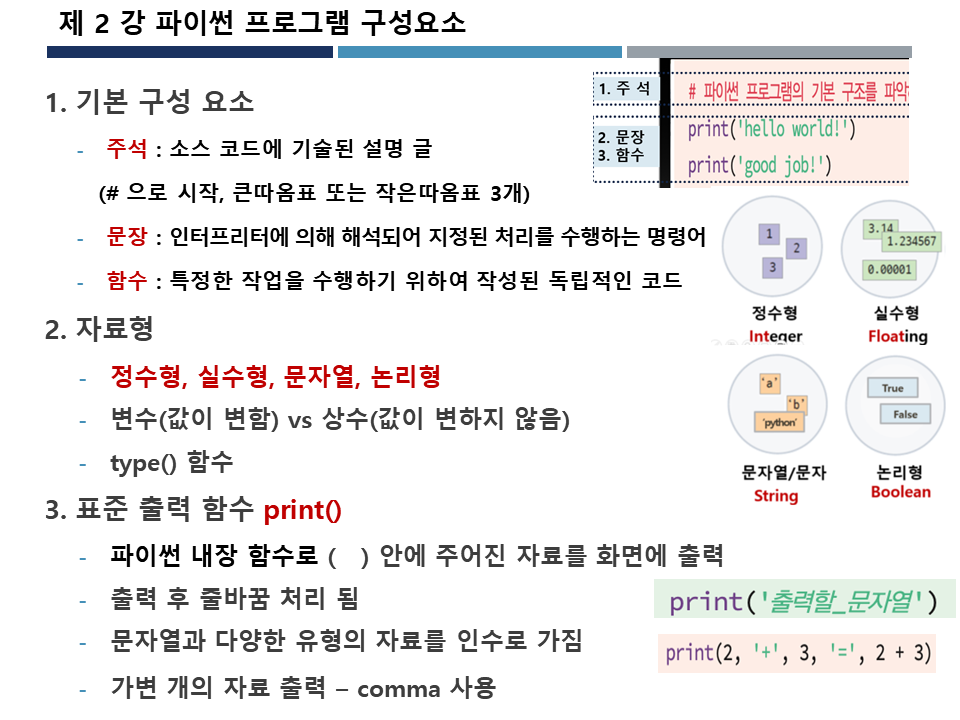 제 2 강 파이썬 프로그램 구성요소
1. 기본 구성 요소
- 주석 : 소스 코드에 기술된 설명 글
(# 으로 시작, 큰따옴표 또는 작은따옴표 3개)
- 문장 : 인터프리터에 의해 해석되어 지정된 처리를 수행하는 명령어
- 함수 : 특정한 작업을 수행하기 위하여 작성된 독립적인 코드
2. 자료형
- 정수형, 실수형, 문자열, 논리형
- 변수(값이 변함) vs 상수(값이 변하지 않음)
- type() 함수
3. 표준 출력 함수 print()
- 파이썬 내장 함수로 ( ) 안에 주어진 자료를 화면에 출력
- 출력 후 줄바꿈 처리 됨
- 문자열과 다양한 유형의 자료를 인수로 가짐
- 가변 개의 자료 출력 – comma 사용
1. 주 석
# 파이썬 프로그램의 기본 구조를
2. 문장
3. 함수
print('hello world!')
print('good job!')
1
2
3
정수형
Integer
3.14
1.234567
0.00001
실수형
Floating
'a'
'b'
'python'
문자열/문자
String
True
False
논리형
Boolean
print('출력할_문자열')
print(2, '+', 3, '=', 2 + 3)